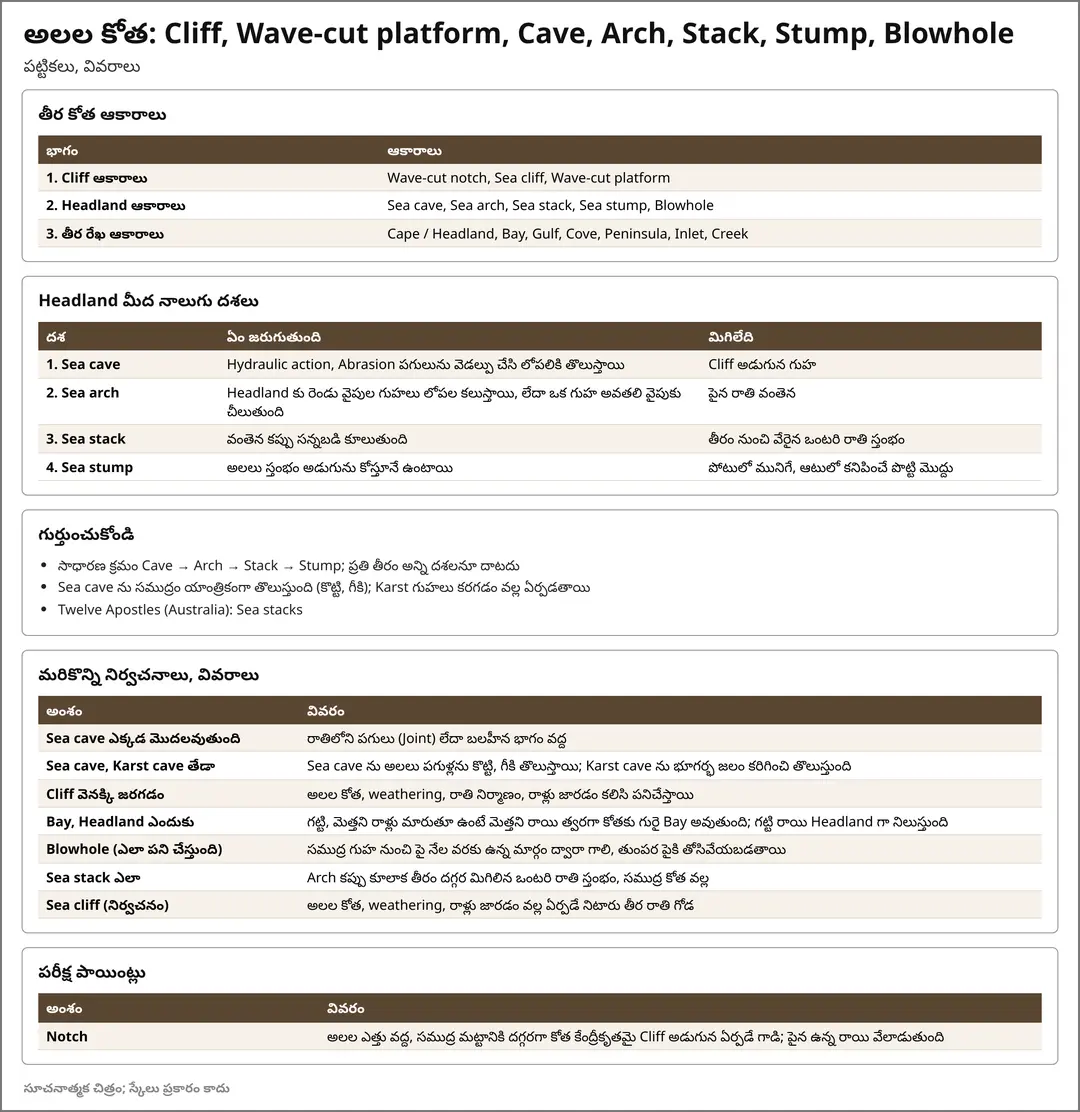 అలల కోత: Cliff, Wave-cut platform, Cave, Arch, Stack, Stump, Blowhole
పట్టికలు, వివరాలు
తీర కోత ఆకారాలు
భాగం ఆకారాలు
1. Cliff ఆకారాలు Wave-cut notch, Sea cliff, Wave-cut platform
2. Headland ఆకారాలు Sea cave, Sea arch, Sea stack, Sea stump, Blowhole
3. తీర రేఖ ఆకారాలు Cape / Headland, Bay, Gulf, Cove, Peninsula, Inlet, Creek
Headland మీద నాలుగు దశలు
దశ ఏం జరుగుతుంది మిగిలేది
1. Sea cave Hydraulic action, Abrasion పగులును వెడల్పు చేసి లోపలికి తొలుస్తాయి Cliff అడుగున గుహ
2. Sea arch Headland కు రెండు వైపుల గుహలు లోపల కలుస్తాయి, లేదా ఒక గుహ అవతలి వైపుకు పైన రాతి వంతెన
చీలుతుంది
3. Sea stack వంతెన కప్పు సన్నబడి కూలుతుంది తీరం నుంచి వేరైన ఒంటరి రాతి స్తంభం
4. Sea stump అలలు స్తంభం అడుగును కోస్తూనే ఉంటాయి పోటులో మునిగే, ఆటులో కనిపించే పొట్టి మొద్దు
గుర్తుంచుకోండి
• సాధారణ క్రమం Cave → Arch → Stack → Stump; ప్రతి తీరం అన్ని దశలనూ దాటదు
• Sea cave ను సముద్రం యాంత్రికంగా తొలుస్తుంది (కొట్టి, గీకి); Karst గుహలు కరగడం వల్ల ఏర్పడతాయి
• Twelve Apostles (Australia): Sea stacks
మరికొన్ని నిర్వచనాలు, వివరాలు
అంశం వివరం
Sea cave ఎక్కడ మొదలవుతుంది రాతిలోని పగులు (Joint) లేదా బలహీన భాగం వద్ద
Sea cave, Karst cave తేడా Sea cave ను అలలు పగుళ్లను కొట్టి, గీకి తొలుస్తాయి; Karst cave ను భూగర్భ జలం కరిగించి తొలుస్తుంది
Cliff వెనక్కి జరగడం అలల కోత, weathering, రాతి నిర్మాణం, రాళ్లు జారడం కలిసి పనిచేస్తాయి
Bay, Headland ఎందుకు గట్టి, మెత్తని రాళ్లు మారుతూ ఉంటే మెత్తని రాయి త్వరగా కోతకు గురై Bay అవుతుంది; గట్టి రాయి Headland గా నిలుస్తుంది
Blowhole (ఎలా పని చేస్తుంది) సముద్ర గుహ నుంచి పై నేల వరకు ఉన్న మార్గం ద్వారా గాలి, తుంపర పైకి తోసివేయబడతాయి
Sea stack ఎలా Arch కప్పు కూలాక తీరం దగ్గర మిగిలిన ఒంటరి రాతి స్తంభం, సముద్ర కోత వల్ల
Sea cliff (నిర్వచనం) అలల కోత, weathering, రాళ్లు జారడం వల్ల ఏర్పడే నిటారు తీర రాతి గోడ
పరీక్ష పాయింట్లు
అంశం వివరం
Notch అలల ఎత్తు వద్ద, సముద్ర మట్టానికి దగ్గరగా కోత కేంద్రీకృతమై Cliff అడుగున ఏర్పడే గాడి; పైన ఉన్న రాయి వేలాడుతుంది
సూచనాత్మక చిత్రం; స్కేలు ప్రకారం కాదు